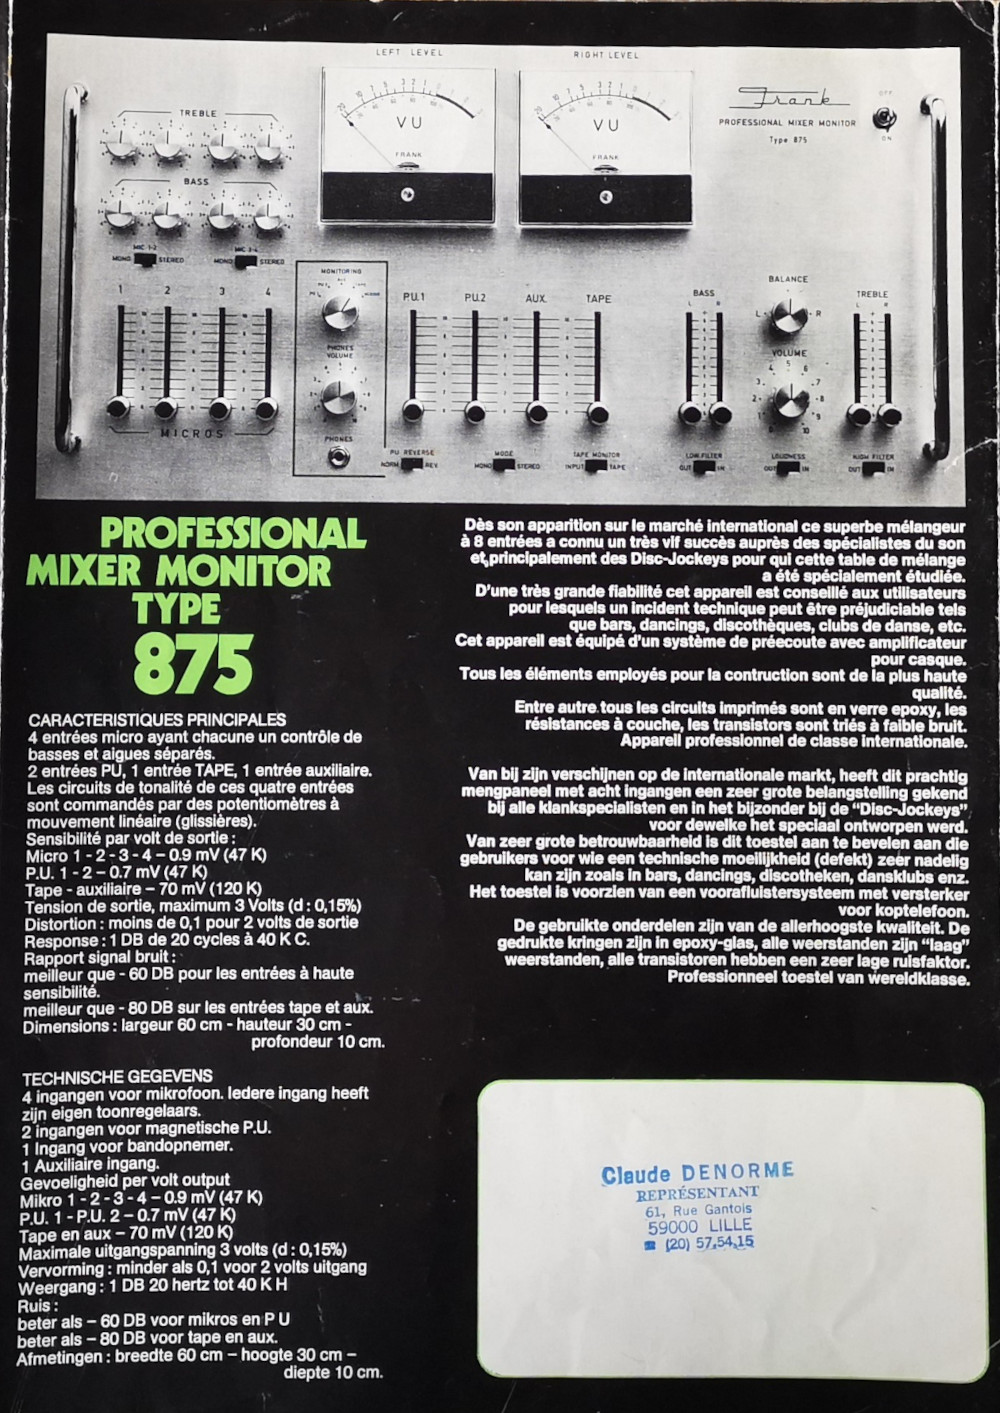 LEFT LEVEL
RIGHT LEVEL
TREBLE
VU
FRANK
VU
FRANK
Frank
PROFESSIONAL MIXER MONITOR
Type 875
OFF
ON
BASS
MIC 1-2
MONO STEREO
MIC 3-4
MONO STEREO
1 2 3 4
MICROS
MONITORING
PHONES
VOLUME
PHONES
PU.1 PU.2 AUX. TAPE
PU REVERSE
NORM REV
MODE
MONO STEREO
TAPE MONITOR
INPUT TAPE
BASS
L R
BALANCE
L R
VOLUME
1 2 3 4 5 6 7 8 9 10
TREBLE
L R
LOW FILTER
OUT IN
LOUDNESS
OUT IN
HIGH FILTER
OUT IN
PROFESSIONAL
MIXER MONITOR
TYPE
875
CARACTERISTIQUES PRINCIPALES
4 entrées micro ayant chacune un contrôle de
basses et aigues séparés.
2 entrées PU, 1 entrée TAPE, 1 entrée auxiliaire.
Les circuits de tonalité de ces quatre entrées
sont commandés par des potentiomètres à
mouvement linéaire (glissières).
Sensibilité par volt de sortie :
Micro 1 - 2 - 3 - 4 – 0.9 mV (47 K)
P.U. 1 - 2 – 0.7 mV (47 K)
Tape - auxiliaire – 70 mV (120 K)
Tension de sortie, maximum 3 Volts (d : 0,15%)
Distortion : moins de 0,1 pour 2 volts de sortie
Response : 1 DB de 20 cycles à 40 K C.
Rapport signal bruit :
meilleur que - 60 DB pour les entrées à haute
sensibilité.
meilleur que - 80 DB sur les entrées tape et aux.
Dimensions : largeur 60 cm - hauteur 30 cm -
profondeur 10 cm.
TECHNISCHE GEGEVENS
4 ingangen voor mikrofoon. Iedere ingang heeft
zijn eigen toonregelaars.
2 ingangen voor magnetische P.U.
1 Ingang voor bandopnemer.
1 Auxiliaire ingang.
Gevoeligheid per volt output
Mikro 1 - 2 - 3 - 4 – 0.9 mV (47 K)
P.U. 1 - P.U. 2 – 0.7 mV (47 K)
Tape en aux – 70 mV (120 K)
Maximale uitgangspanning 3 volts (d : 0,15%)
Vervorming : minder als 0,1 voor 2 volts uitgang
Weergang : 1 DB 20 hertz tot 40 K H
Ruis :
beter als – 60 DB voor mikros en P U
beter als – 80 DB voor tape en aux.
Afmetingen : breedte 60 cm – hoogte 30 cm –
diepte 10 cm.
Dès son apparition sur le marché international ce superbe mélangeur
à 8 entrées a connu un très vif succès auprès des spécialistes du son
et principalement des Disc-Jockeys pour qui cette table de mélange
a été spécialement étudiée.
D'une très grande fiabilité cet appareil est conseillé aux utilisateurs
pour lesquels un incident technique peut être préjudiciable tels
que bars, dancings, discothèques, clubs de danse, etc.
Cet appareil est équipé d'un système de préecoute avec amplificateur
pour casque.
Tous les éléments employés pour la contruction sont de la plus haute
qualité.
Entre autre tous les circuits imprimés sont en verre epoxy, les
résistances à couche, les transistors sont triés à faible bruit.
Appareil professionnel de classe internationale.
Van bij zijn verschijnen op de internationale markt, heeft dit prachtig
mengpaneel met acht ingangen een zeer grote belangstelling gekend
bij alle klankspecialisten en in het bijzonder bij de "Disc-Jockeys"
voor dewelke het speciaal ontworpen werd.
Van zeer grote betrouwbaarheid is dit toestel aan te bevelen aan die
gebruikers voor wie een technische moeilijkheid (defekt) zeer nadelig
kan zijn zoals in bars, dancings, discotheken, dansklubs enz.
Het toestel is voorzien van een voorafluistersysteem met versterker
voor koptelefoon.
De gebruikte onderdelen zijn van de allerhoogste kwaliteit. De
gedrukte kringen zijn in epoxy-glas, alle weerstanden zijn "laag"
weerstanden, alle transistoren hebben een zeer lage ruisfaktor.
Professionneel toestel van wereldklasse.
Claude DENORME
REPRÉSENTANT
61, Rue Gantois
59000 LILLE
☎ (20) 57.54.15